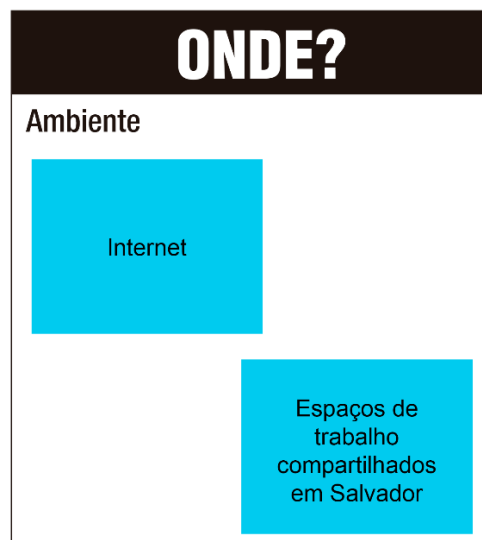 ONDE?
Ambiente
Internet
Espaços de
trabalho
compartilhados
em Salvador